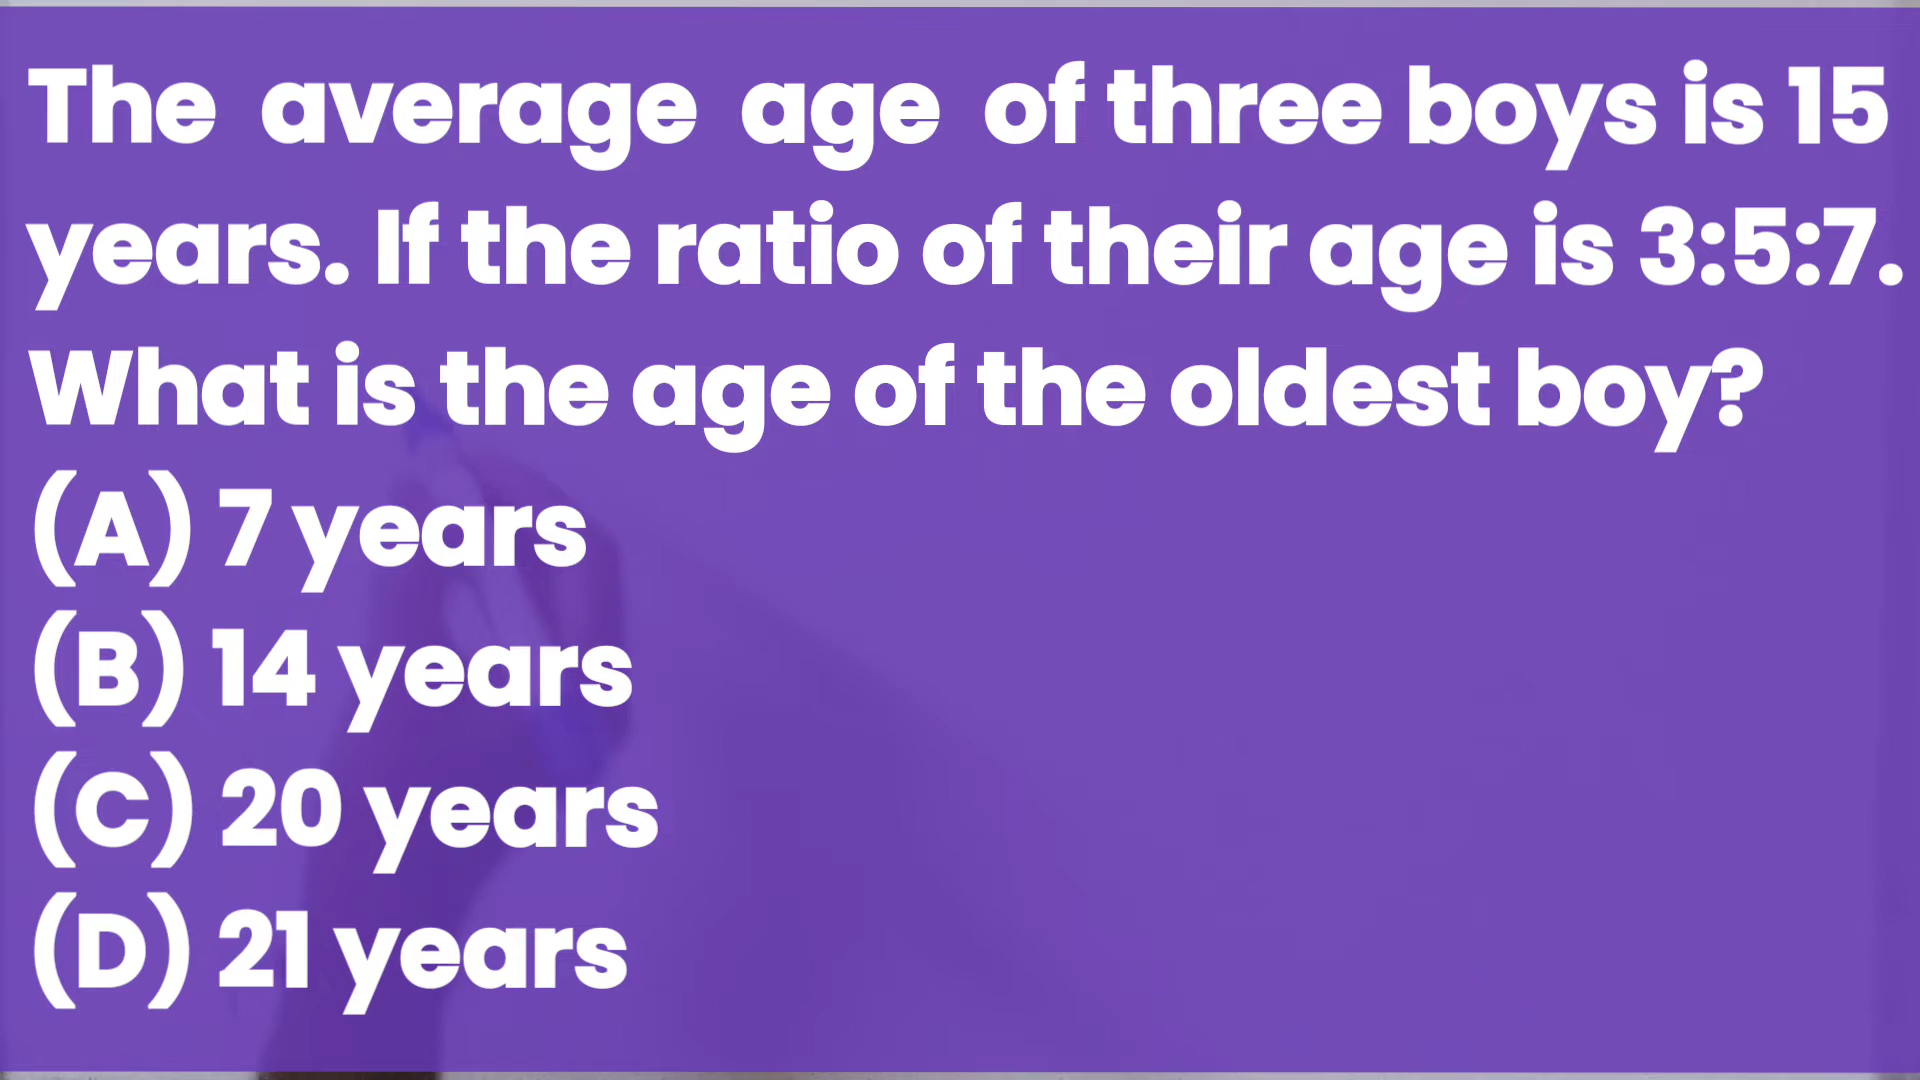 The average age of three boys is 15
years. If the ratio of their age is 3:5:7.
What is the age of the oldest boy?
(A) 7 years
(B) 14 years
(C) 20 years
(D) 21 years